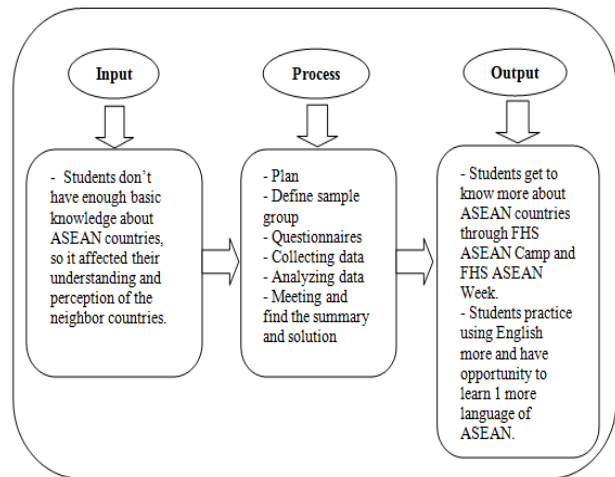 Input
Process
Output
- Students don't
have enough basic
knowledge about
ASEAN countries,
so it affected their
understanding and
perception of the
neighbor countries.
- Plan
- Define sample
group
- Questionnaires
- Collecting data
- Analyzing data
- Meeting and
find the summary
and solution
- Students get to
know more about
ASEAN countries
through FHS
ASEAN Camp and
FHS ASEAN
Week.
- Students practice
using English
more and have
opportunity to
learn 1 more
language of
ASEAN.